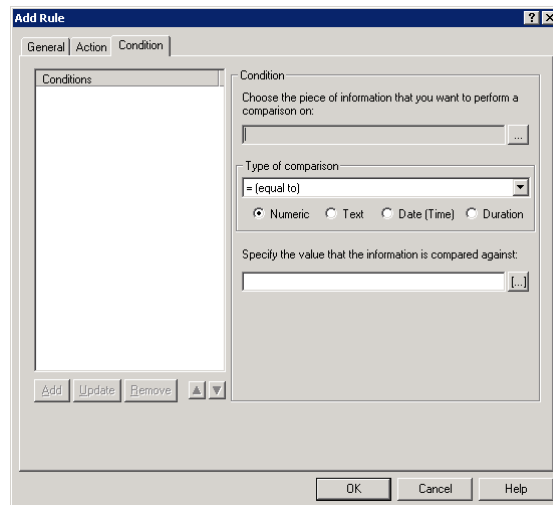 Add Rule
General Action Condition
Conditions
Condition
Choose the piece of information that you want to perform a
comparison on:
...
Type of comparison
= (equal to)
Numeric Text Date (Time) Duration
Specify the value that the information is compared against:
[...]
Add Update Remove
OK Cancel Help